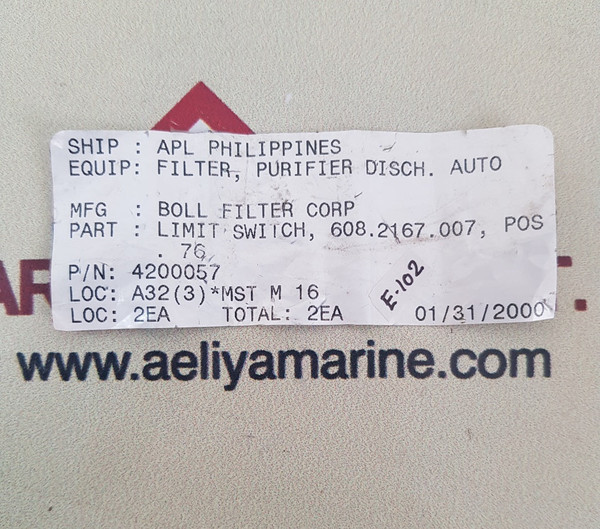 SHIP : APL PHILIPPINES
EQUIP: FILTER, PURIFIER DISCH. AUTO
MFG : BOLL FILTER CORP
PART : LIMIT SWITCH, 608.2167.007, POS
. 76
P/N: 4200057
LOC: A32(3)*MST M 16
LOC: 2EA TOTAL: 2EA 01/31/2000
E-102
www.aeliyamarine.com